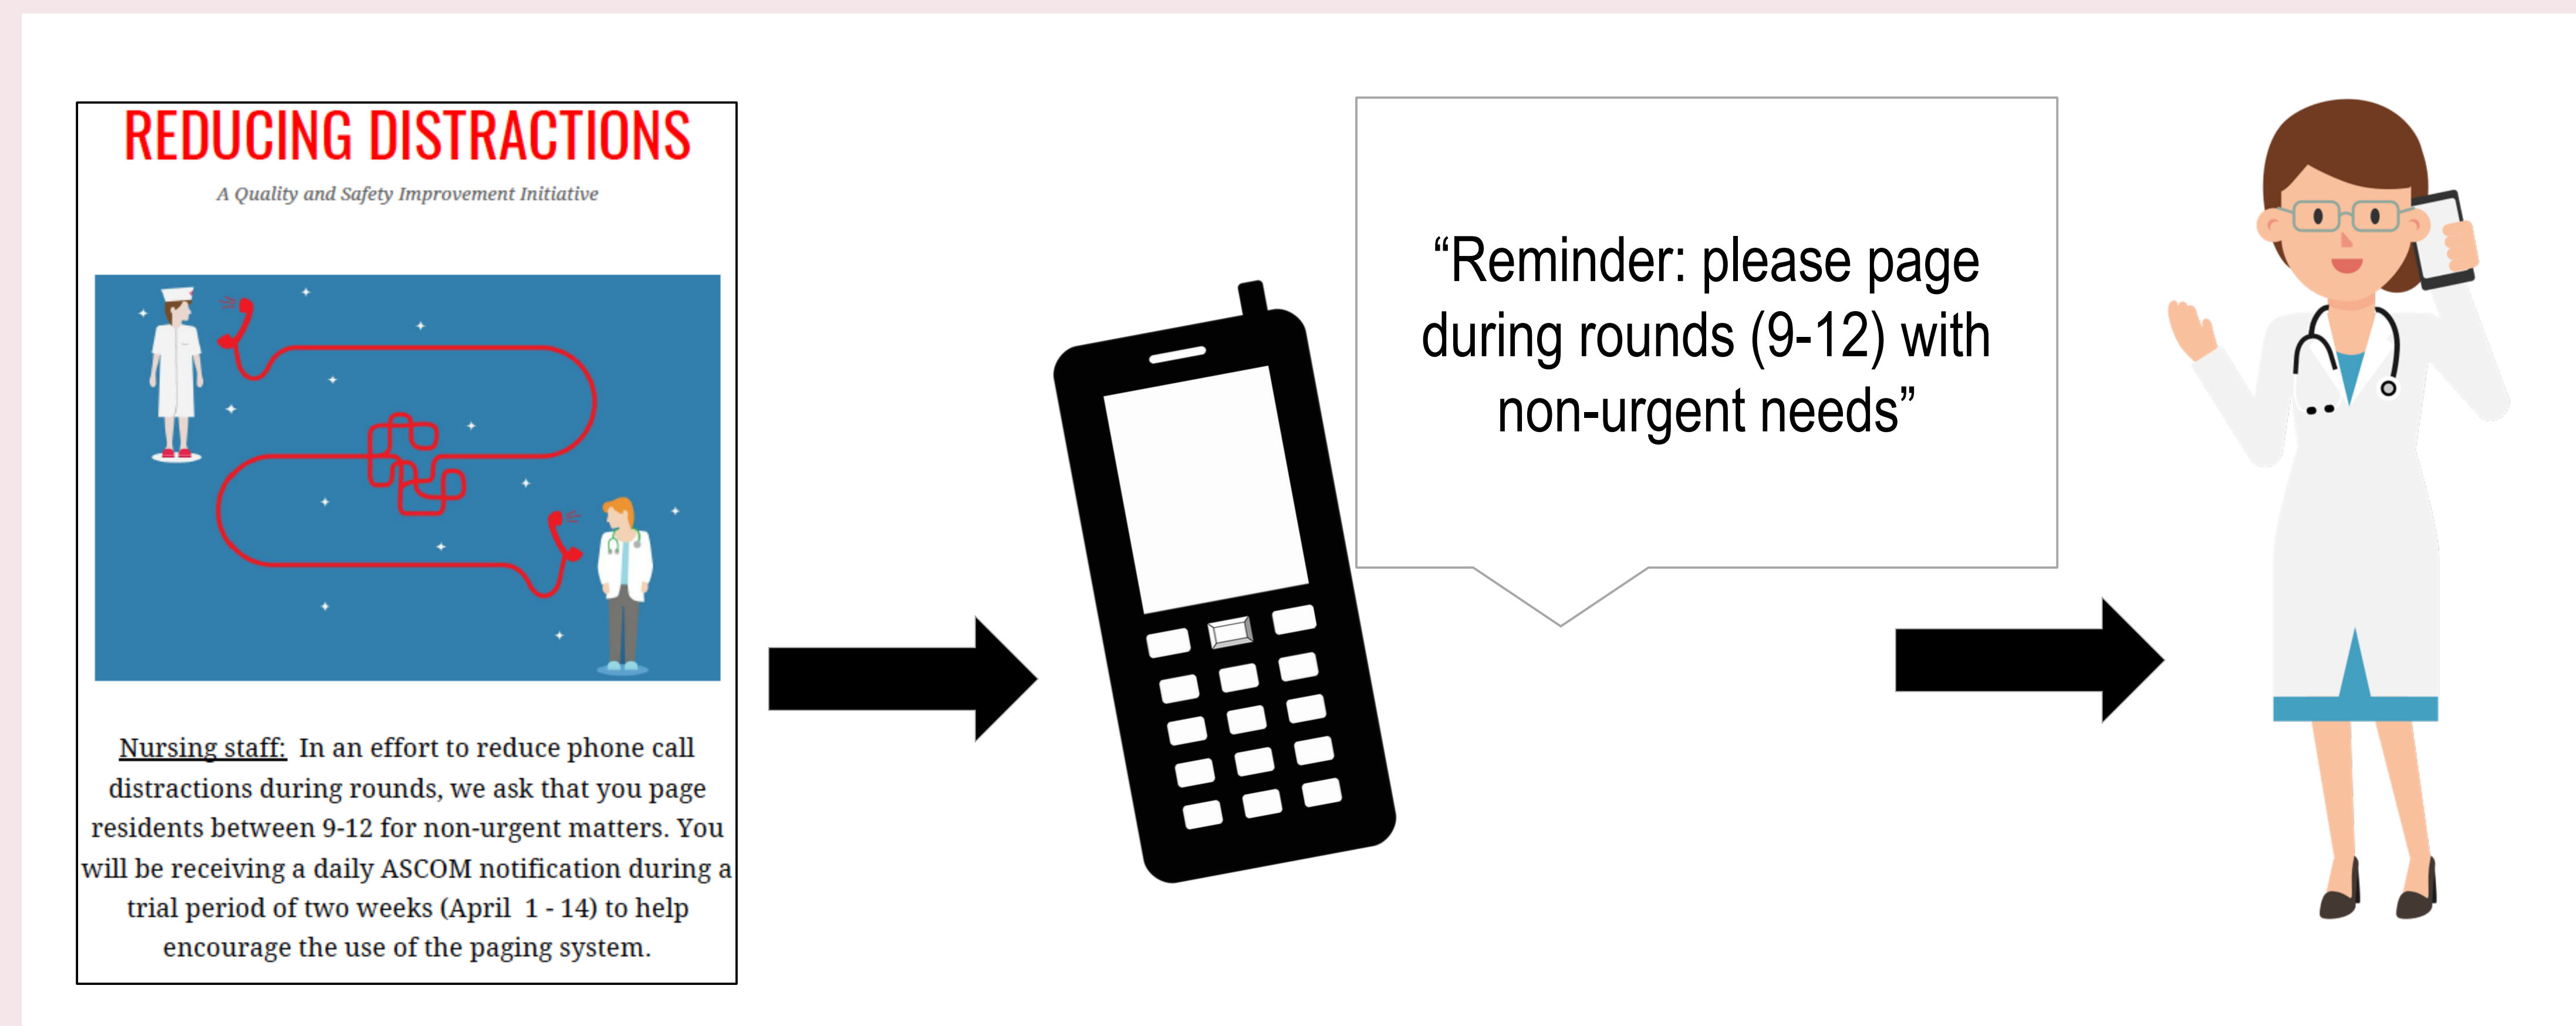 REDUCING DISTRACTIONS
A Quality and Safety Improvement Initiative
Nursing staff: In an effort to reduce phone call
distractions during rounds, we ask that you page
residents between 9-12 for non-urgent matters. You
will be receiving a daily ASCOM notification during a
trial period of two weeks (April 1 - 14) to help
encourage the use of the paging system.
“Reminder: please page
during rounds (9-12) with
non-urgent needs”